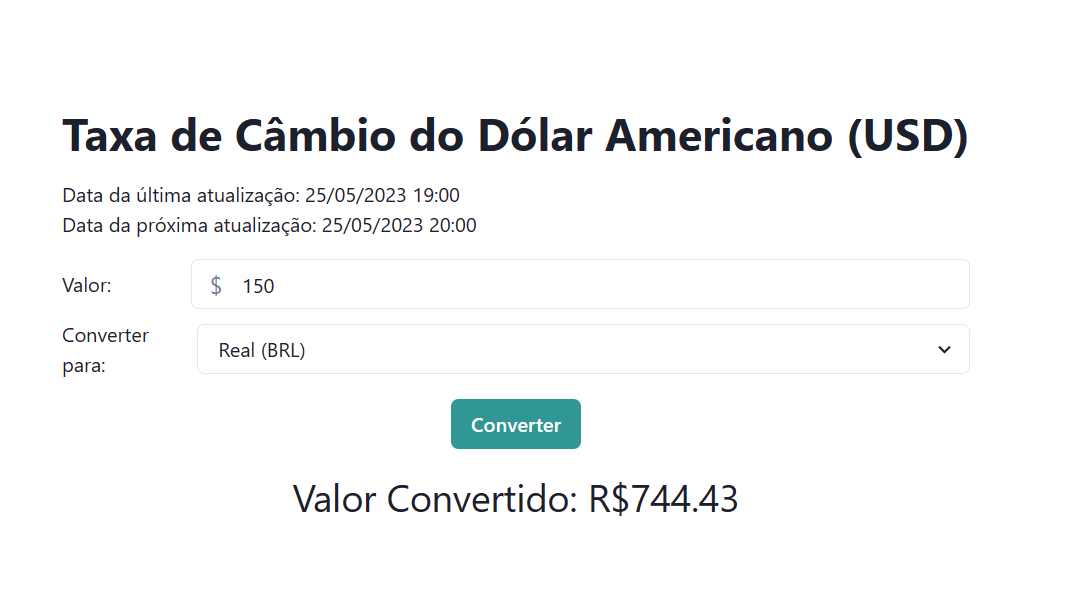 Taxa de Câmbio do Dólar Americano (USD)
Data da última atualização: 25/05/2023 19:00
Data da próxima atualização: 25/05/2023 20:00
Valor:
$ 150
Converter
para:
Real (BRL)
Converter
Valor Convertido: R$744.43